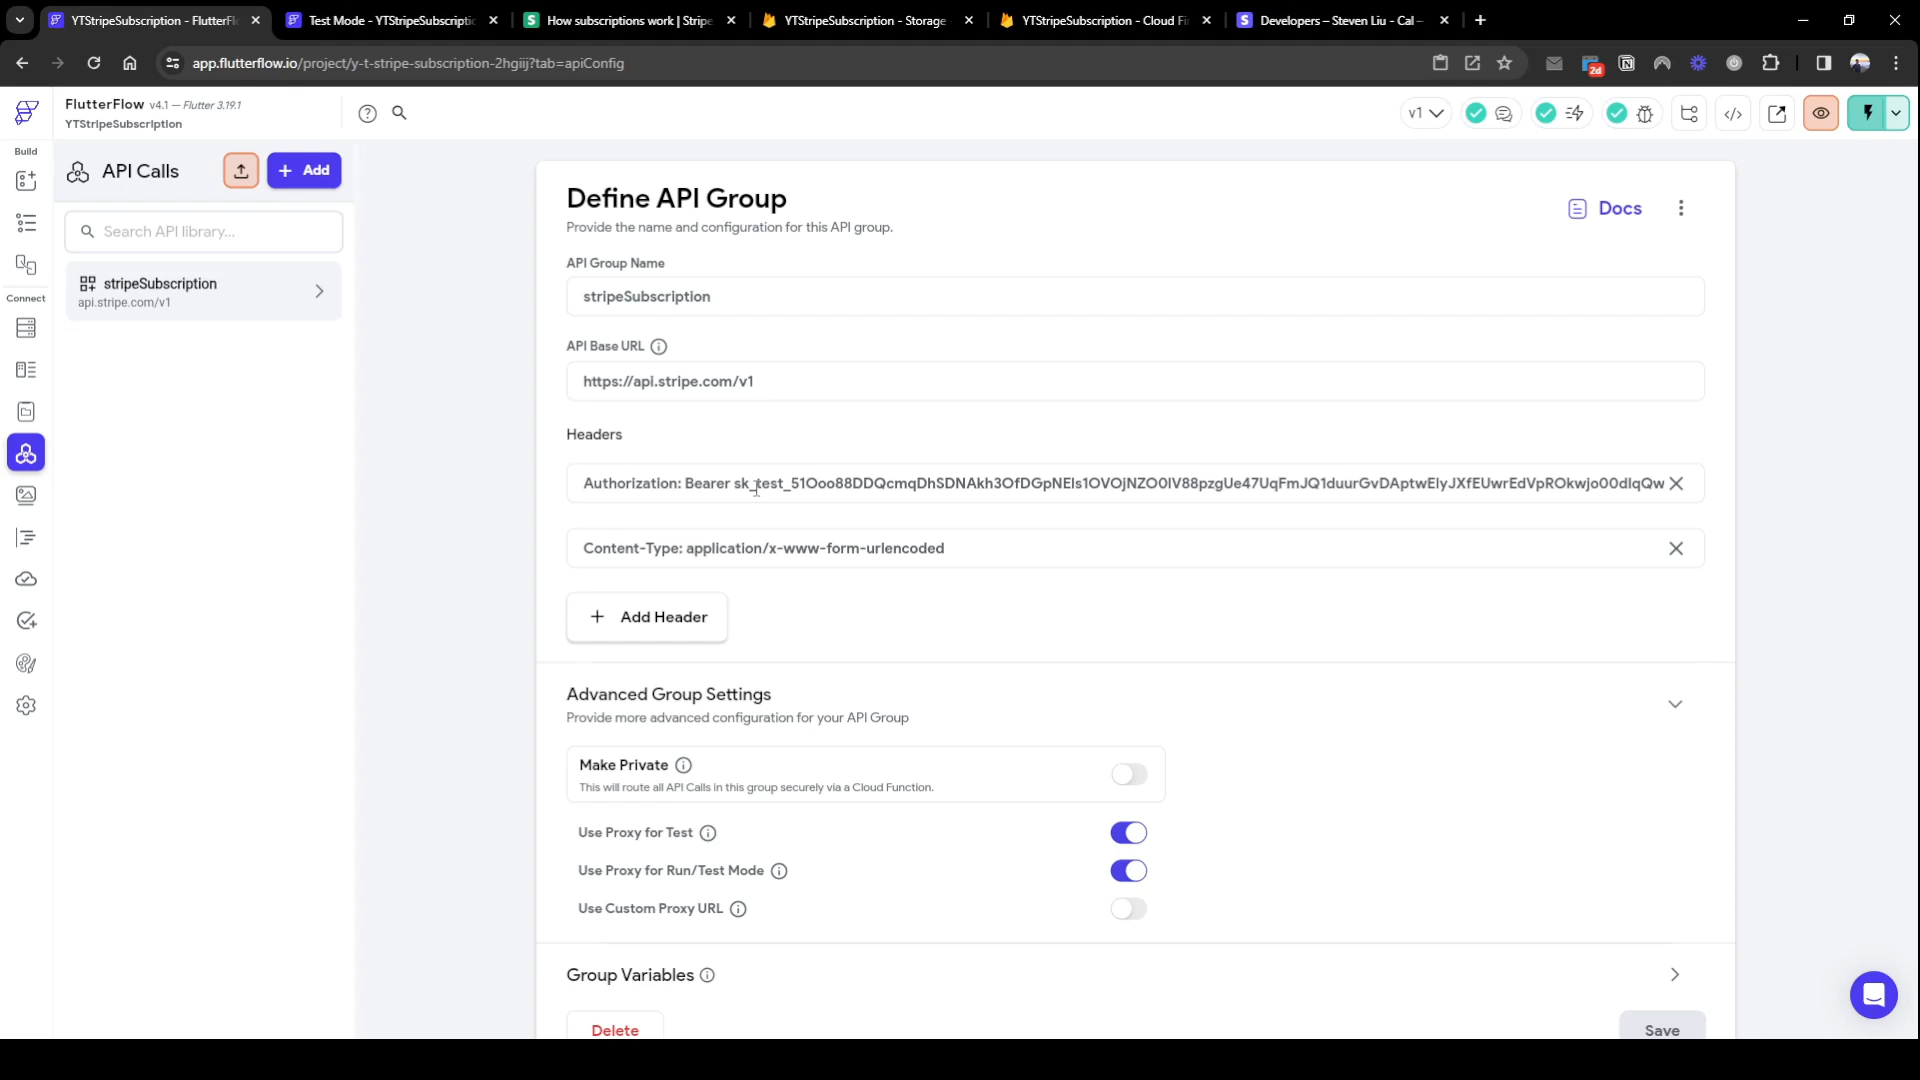 YTStripeSubscription - FlutterFl
Test Mode - YTStripeSubscriptic
How subscriptions work | Stripe
YTStripeSubscription - Storage
YTStripeSubscription - Cloud Fi
Developers – Steven Liu - Cal –
app.flutterflow.io/project/y-t-stripe-subscription-2hgiij?tab=apiConfig
2d
FlutterFlow v4.1 — Flutter 3.19.1
YTStripeSubscription
v1
Build
API Calls
Add
Search API library...
stripeSubscription
api.stripe.com/v1
Connect
Define API Group
Provide the name and configuration for this API group.
Docs
API Group Name
stripeSubscription
API Base URL
https://api.stripe.com/v1
Headers
Authorization: Bearer
Content-Type: application/x-www-form-urlencoded
Add Header
Advanced Group Settings
Provide more advanced configuration for your API Group
Make Private
This will route all API Calls in this group securely via a Cloud Function.
Use Proxy for Test
Use Proxy for Run/Test Mode
Use Custom Proxy URL
Group Variables
Delete
Save